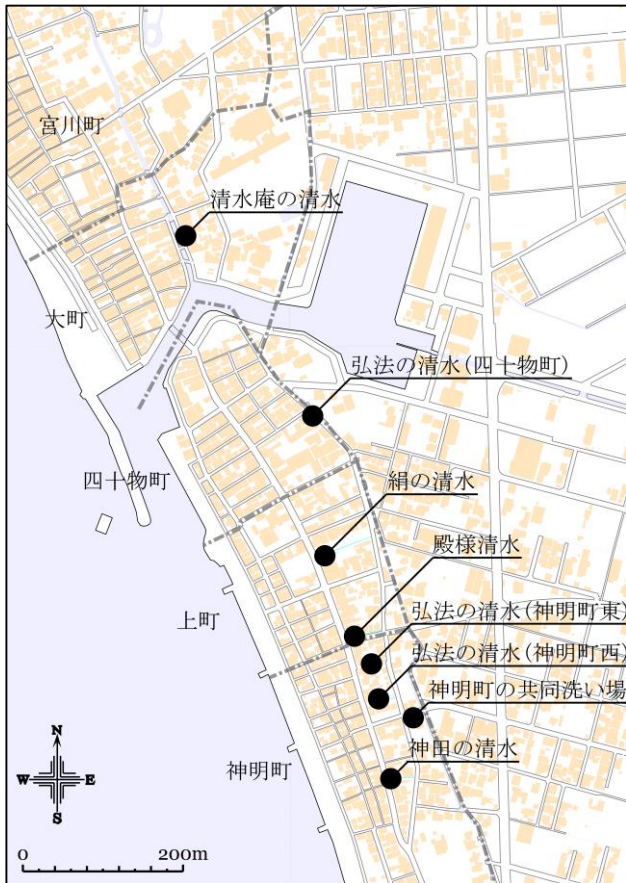 宮川町
清水庵の清水
大町
弘法の清水(四十物町)
四十物町
絹の清水
殿様清水
上町
弘法の清水(神明町東)
弘法の清水(神明町西)
神明町の共同洗い場
神田の清水
神明町
N
W E
S
0 200m